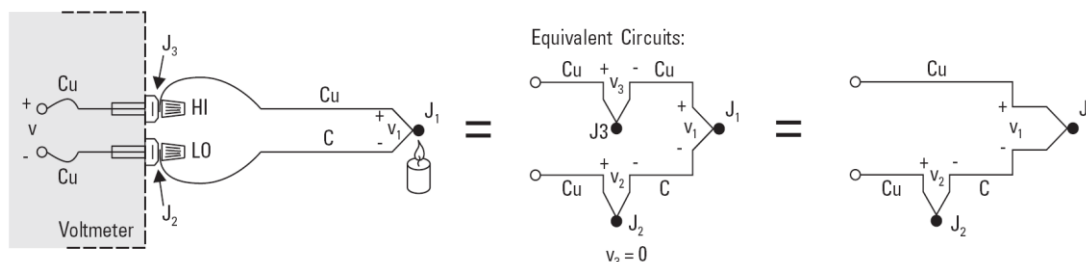 J3
Cu
HI
+
v
-
LO
Cu
J2
Voltmeter
Cu
+
v1
-
C
J1
=
Equivalent Circuits:
Cu
+
-
v3
Cu
J3
+
v1
-
J1
Cu
+
v2
-
C
J2
v3 = 0
=
Cu
+
v1
-
J
Cu
+
v2
-
C
J2